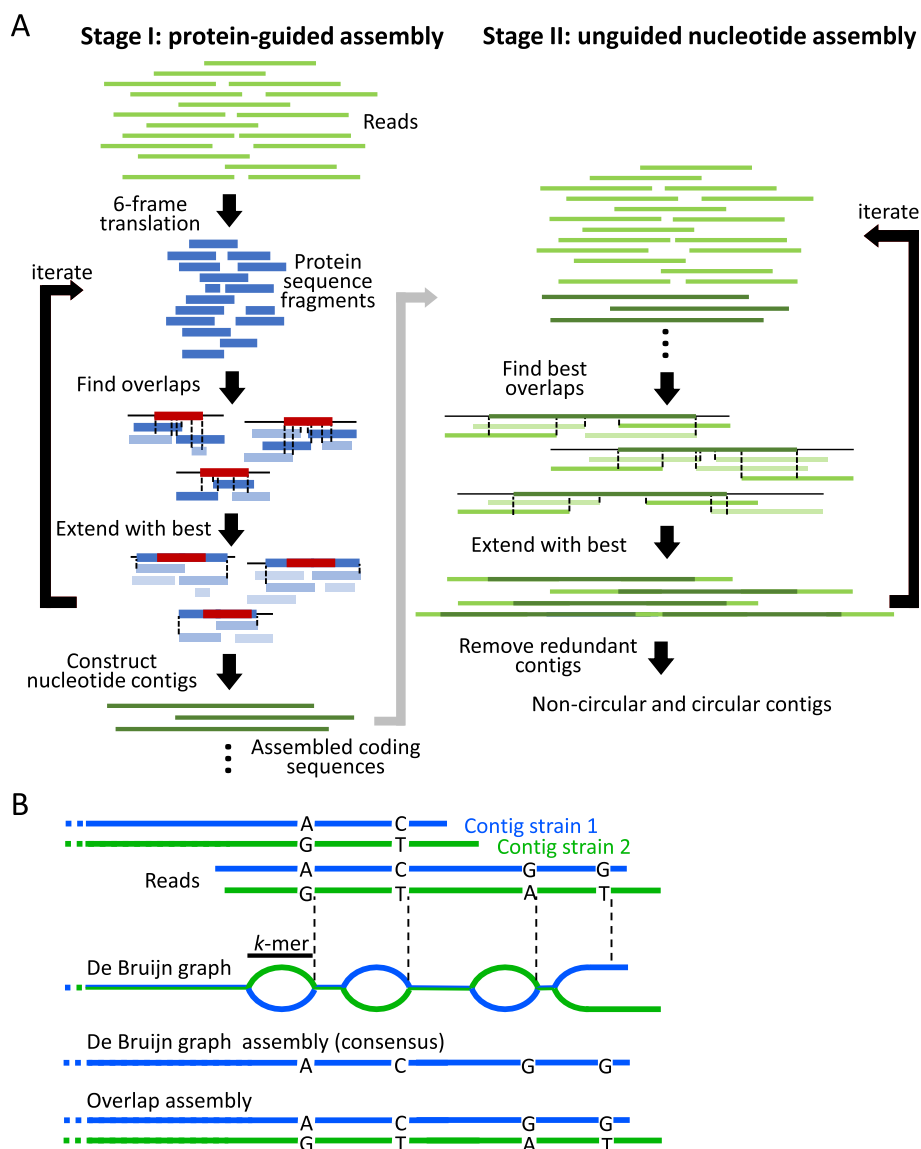 A
Stage I: protein-guided assembly
Stage II: unguided nucleotide assembly
Reads
6-frame
translation
iterate
Protein
sequence
fragments
Find overlaps
Extend with best
Construct
nucleotide contigs
Assembled coding
sequences
iterate
Find best
overlaps
Extend with best
Remove redundant
contigs
Non-circular and circular contigs
B
A C
Contig strain 1
G T
Contig strain 2
Reads
A C G G
G T A T
k-mer
De Bruijn graph
De Bruijn graph assembly (consensus)
A C G G
Overlap assembly
A C G G
G T A T